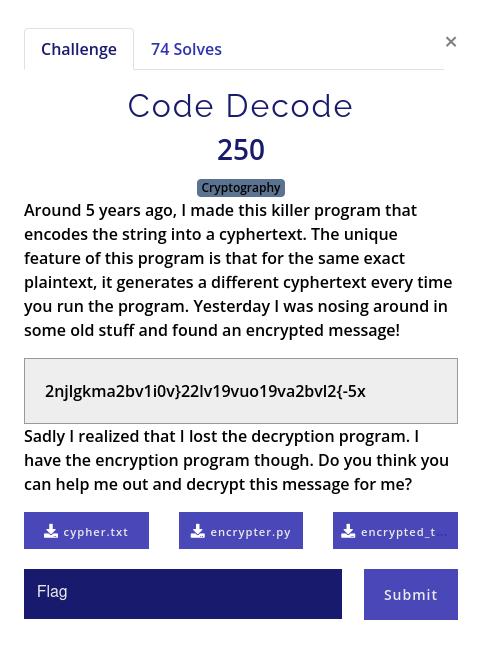 Challenge
74 Solves
×
Code Decode
250
Cryptography
Around 5 years ago, I made this killer program that
encodes the string into a cyphertext. The unique
feature of this program is that for the same exact
plaintext, it generates a different cyphertext every time
you run the program. Yesterday I was nosing around in
some old stuff and found an encrypted message!
2njlgkma2bv1i0v}22lv19vuo19va2bvl2{-5x
Sadly I realized that I lost the decryption program. I
have the encryption program though. Do you think you
can help me out and decrypt this message for me?
cypher.txt
encrypter.py
encrypted_t...
Flag
Submit